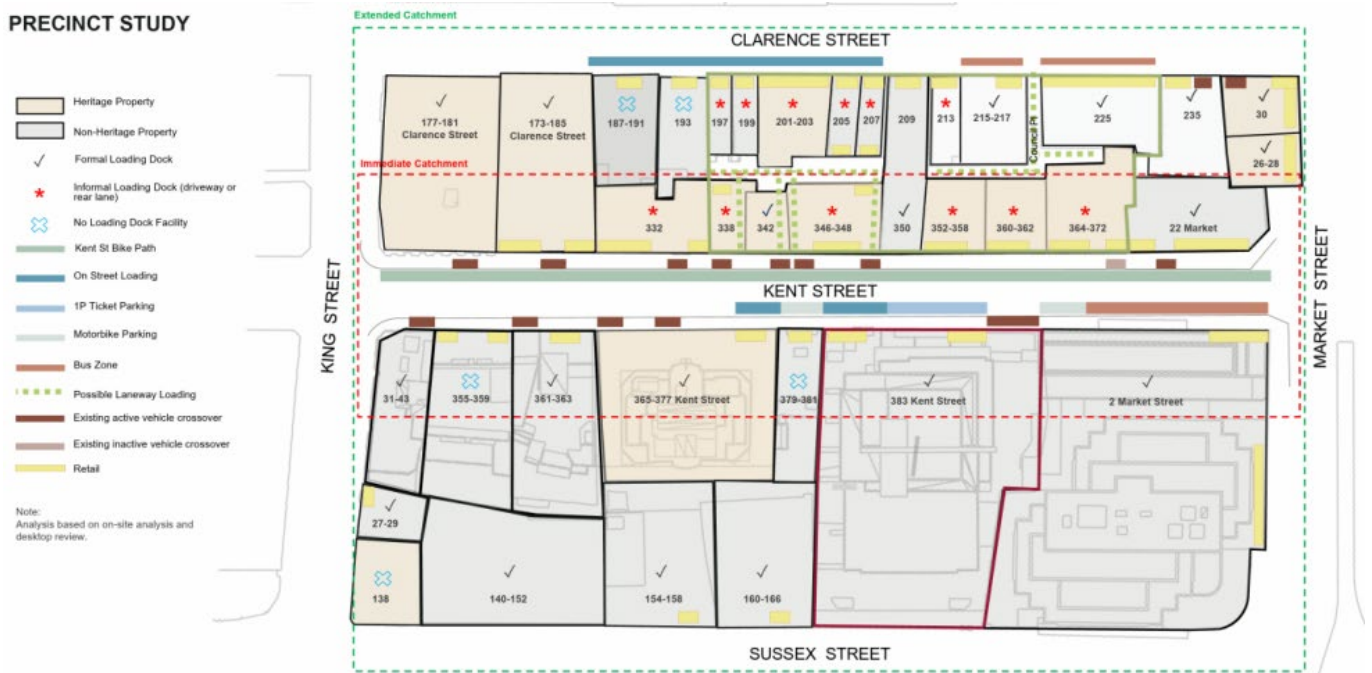 PRECINCT STUDY
Heritage Property
Non-Heritage Property
Formal Loading Dock
Informal Loading Dock (driveway or
rear lane)
No Loading Dock Facility
Kent St Bike Path
On Street Loading
1P Ticket Parking
Motorbike Parking
Bus Zone
Possible Laneway Loading
Existing active vehicle crossover
Existing inactive vehicle crossover
Retail
Note:
Analysis based on on-site analysis and
desktop review.
Extended Catchment
CLARENCE STREET
177-181
Clarence Street
173-185
Clarence Street
187-191
193
197
199
201-203
205
207
209
213
215-217
Council Pl
225
235
30
26-28
Immediate Catchment
332
338
342
346-348
350
352-358
360-362
364-372
22 Market
KENT STREET
KING STREET
MARKET STREET
31-43
355-359
361-363
365-377 Kent Street
379-381
383 Kent Street
2 Market Street
27-29
138
140-152
154-158
160-166
SUSSEX STREET